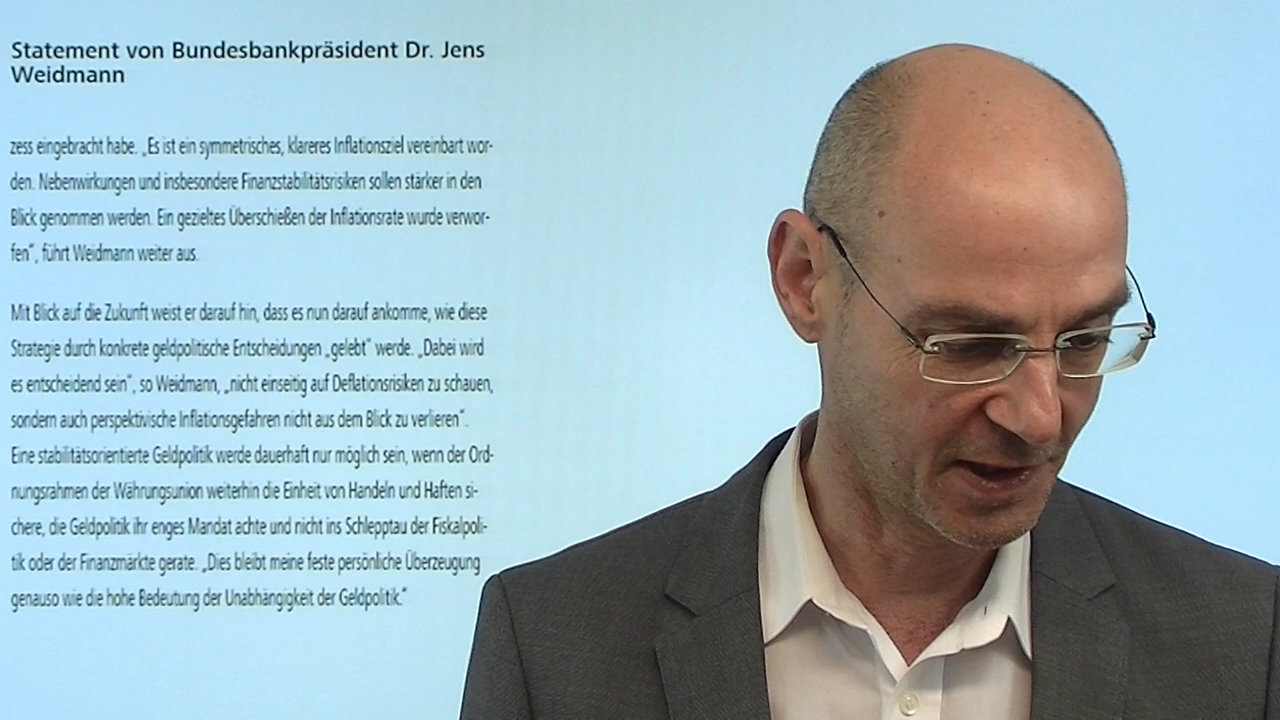 Statement von Bundesbankpräsident Dr. Jens
Weidmann
zess eingebracht habe. „Es ist ein symmetrisches, klareres Inflationsziel vereinbart wor-
den. Nebenwirkungen und insbesondere Finanzstabilitätsrisiken sollen stärker in den
Blick genommen werden. Ein gezieltes Überschießen der Inflationsrate wurde verwor-
fen“, führt Weidmann weiter aus.
Mit Blick auf die Zukunft weist er darauf hin, dass es nun darauf ankomme, wie diese
Strategie durch konkrete geldpolitische Entscheidungen „gelebt“ werde. „Dabei wird
es entscheidend sein“, so Weidmann, „nicht einseitig auf Deflationsrisiken zu schauen,
sondern auch perspektivische Inflationsgefahren nicht aus dem Blick zu verlieren“.
Eine stabilitätsorientierte Geldpolitik werde dauerhaft nur möglich sein, wenn der Ord-
nungsrahmen der Währungsunion weiterhin die Einheit von Handeln und Haften si-
chere, die Geldpolitik ihr enges Mandat achte und nicht ins Schlepptau der Fiskalpoli-
tik oder der Finanzmärkte gerate. „Dies bleibt meine feste persönliche Überzeugung
genauso wie die hohe Bedeutung der Unabhängigkeit der Geldpolitik.“